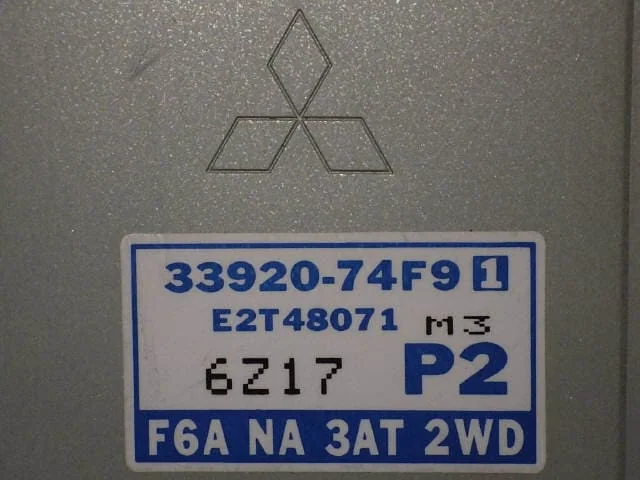 33920-74F9 1
E2T48071 M3
6Z17 P2
F6A NA 3AT 2WD